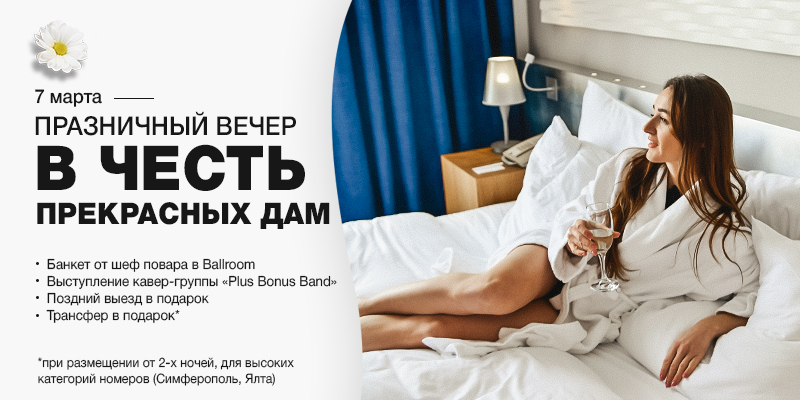 7 марта
ПРАЗНИЧНЫЙ ВЕЧЕР
В ЧЕСТЬ
ПРЕКРАСНЫХ ДАМ
• Банкет от шеф повара в Ballroom
• Выступление кавер-группы «Plus Bonus Band»
• Поздний выезд в подарок
• Трансфер в подарок*
*при размещении от 2-х ночей, для высоких
категорий номеров (Симферополь, Ялта)